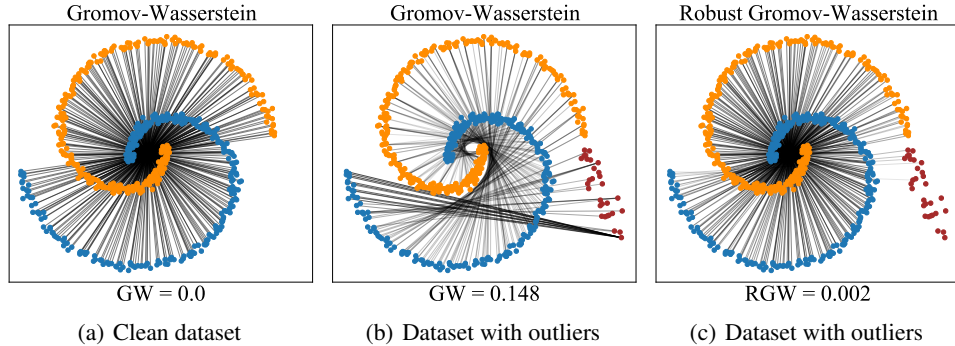 Gromov-Wasserstein
Gromov-Wasserstein
Robust Gromov-Wasserstein
GW = 0.0
GW = 0.148
RGW = 0.002
(a) Clean dataset
(b) Dataset with outliers
(c) Dataset with outliers